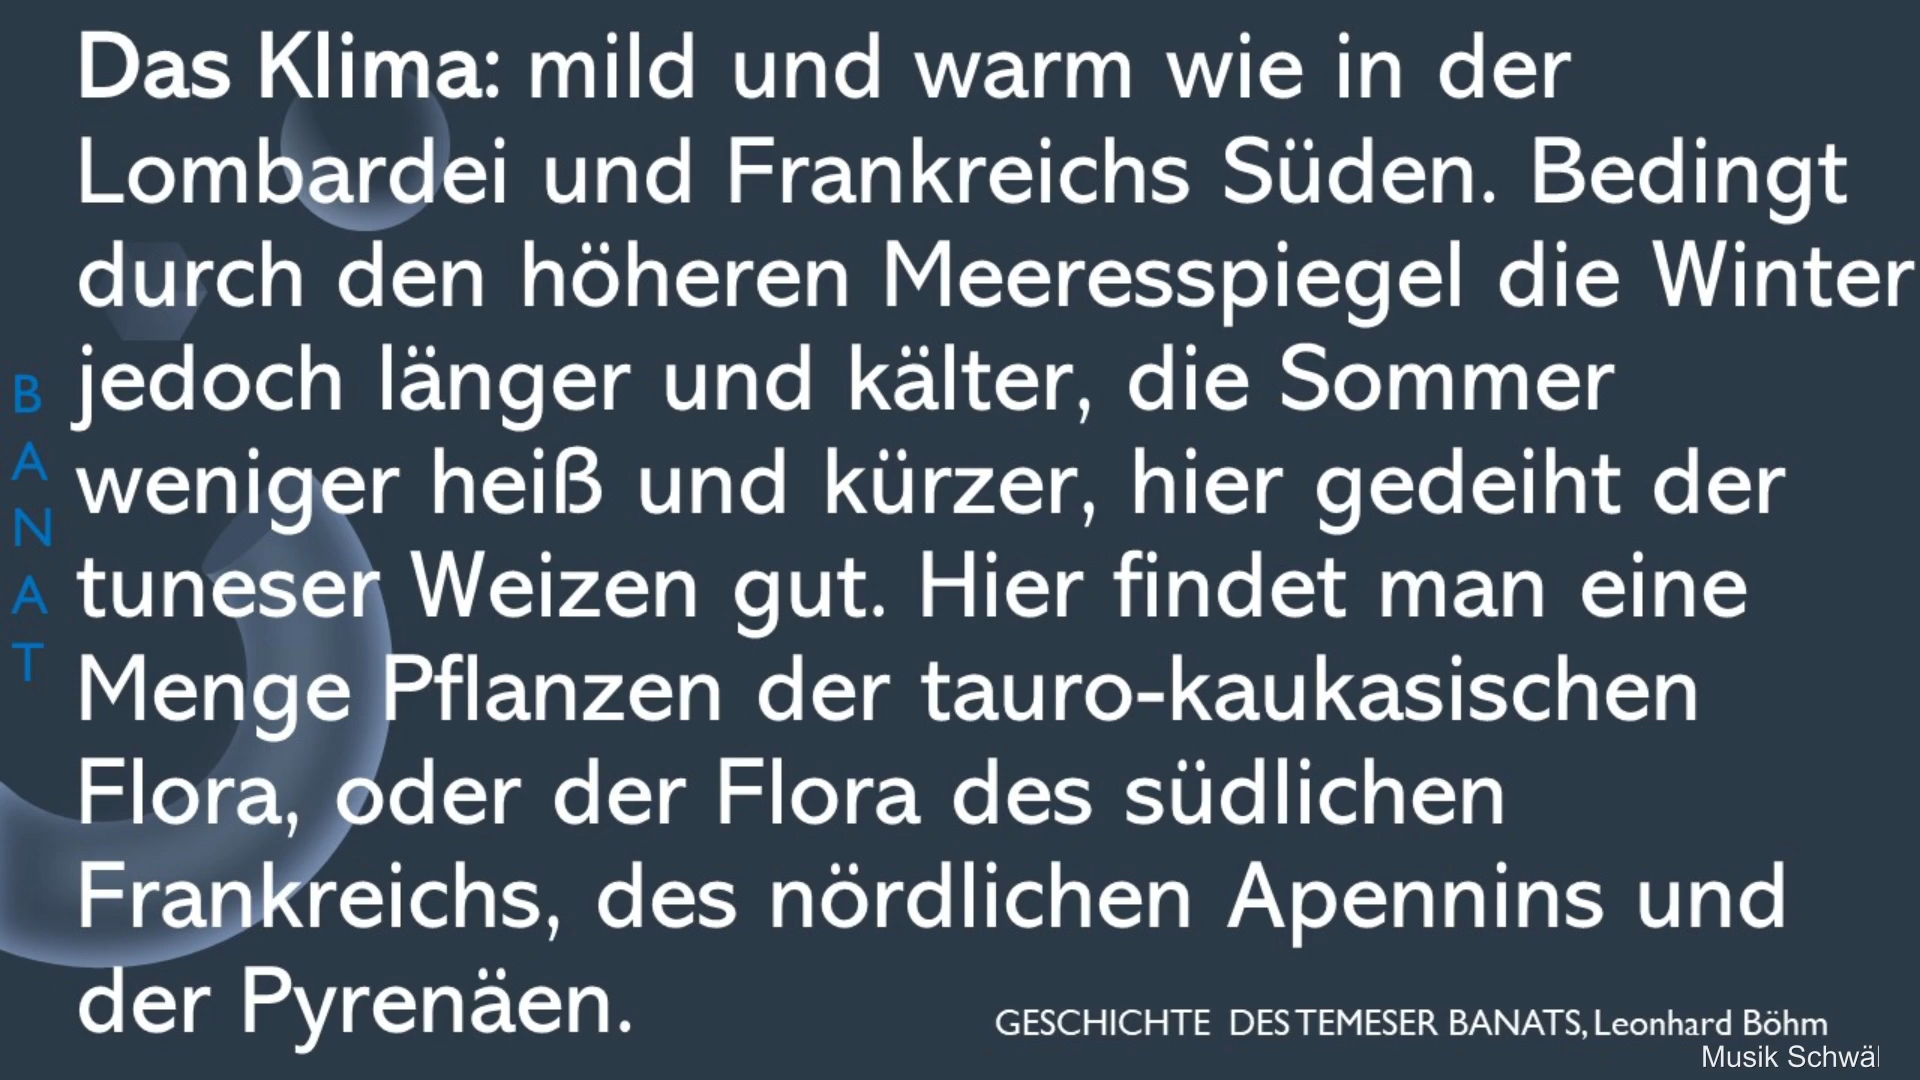 Das Klima: mild und warm wie in der
Lombardei und Frankreichs Süden. Bedingt
durch den höheren Meeresspiegel die Winter
jedoch länger und kälter, die Sommer
weniger heiß und kürzer, hier gedeiht der
tuneser Weizen gut. Hier findet man eine
Menge Pflanzen der tauro-kaukasischen
Flora, oder der Flora des südlichen
Frankreichs, des nördlichen Apennins und
der Pyrenäen.
B
A
N
A
T
GESCHICHTE DES TEMESER BANATS, Leonhard Böhm
Musik